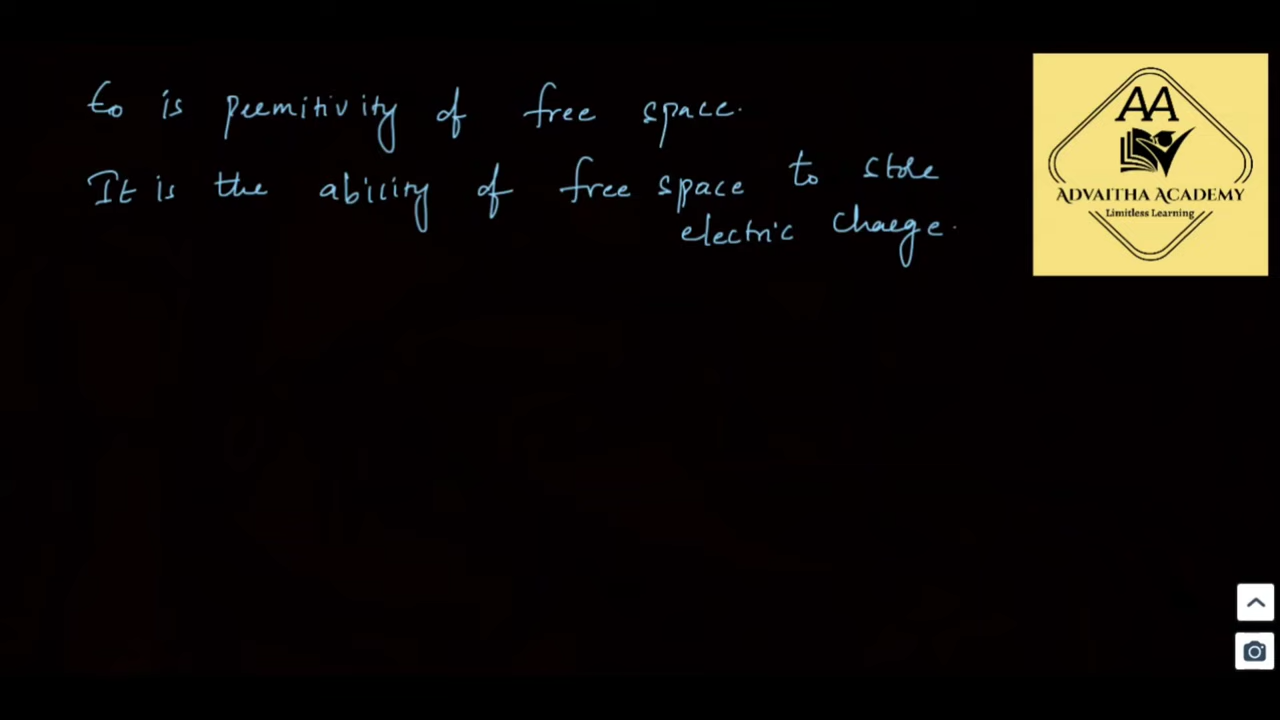 ε₀ is permitivity of free space.
It is the ability of free space to store
electric charge.
AA
ADVAITHA ACADEMY
Limitless Learning